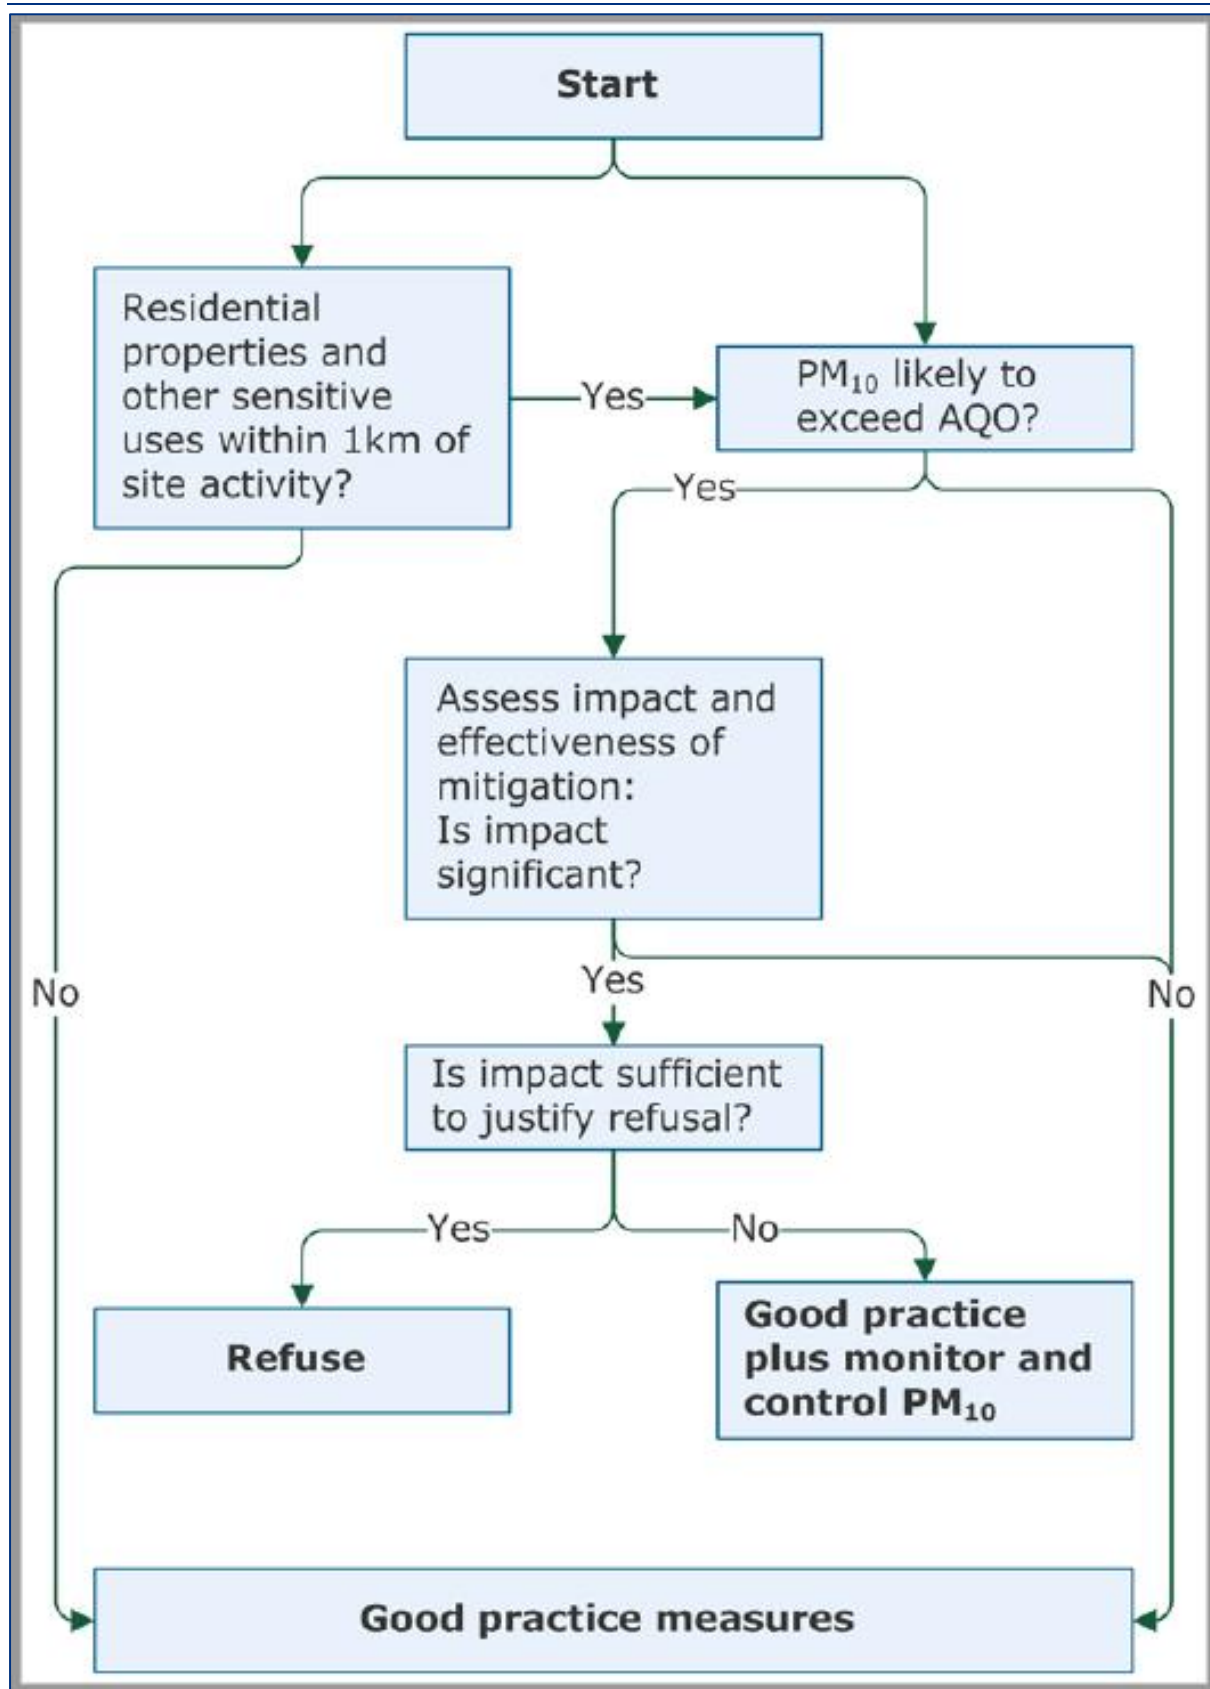 Start
Residential
properties and
other sensitive
uses within 1km of
site activity?
Yes
PM₁₀ likely to
exceed AQO?
Yes
Assess impact and
effectiveness of
mitigation:
Is impact
significant?
Yes
No
No
Is impact sufficient
to justify refusal?
Yes
No
Refuse
Good practice
plus monitor and
control PM₁₀
Good practice measures